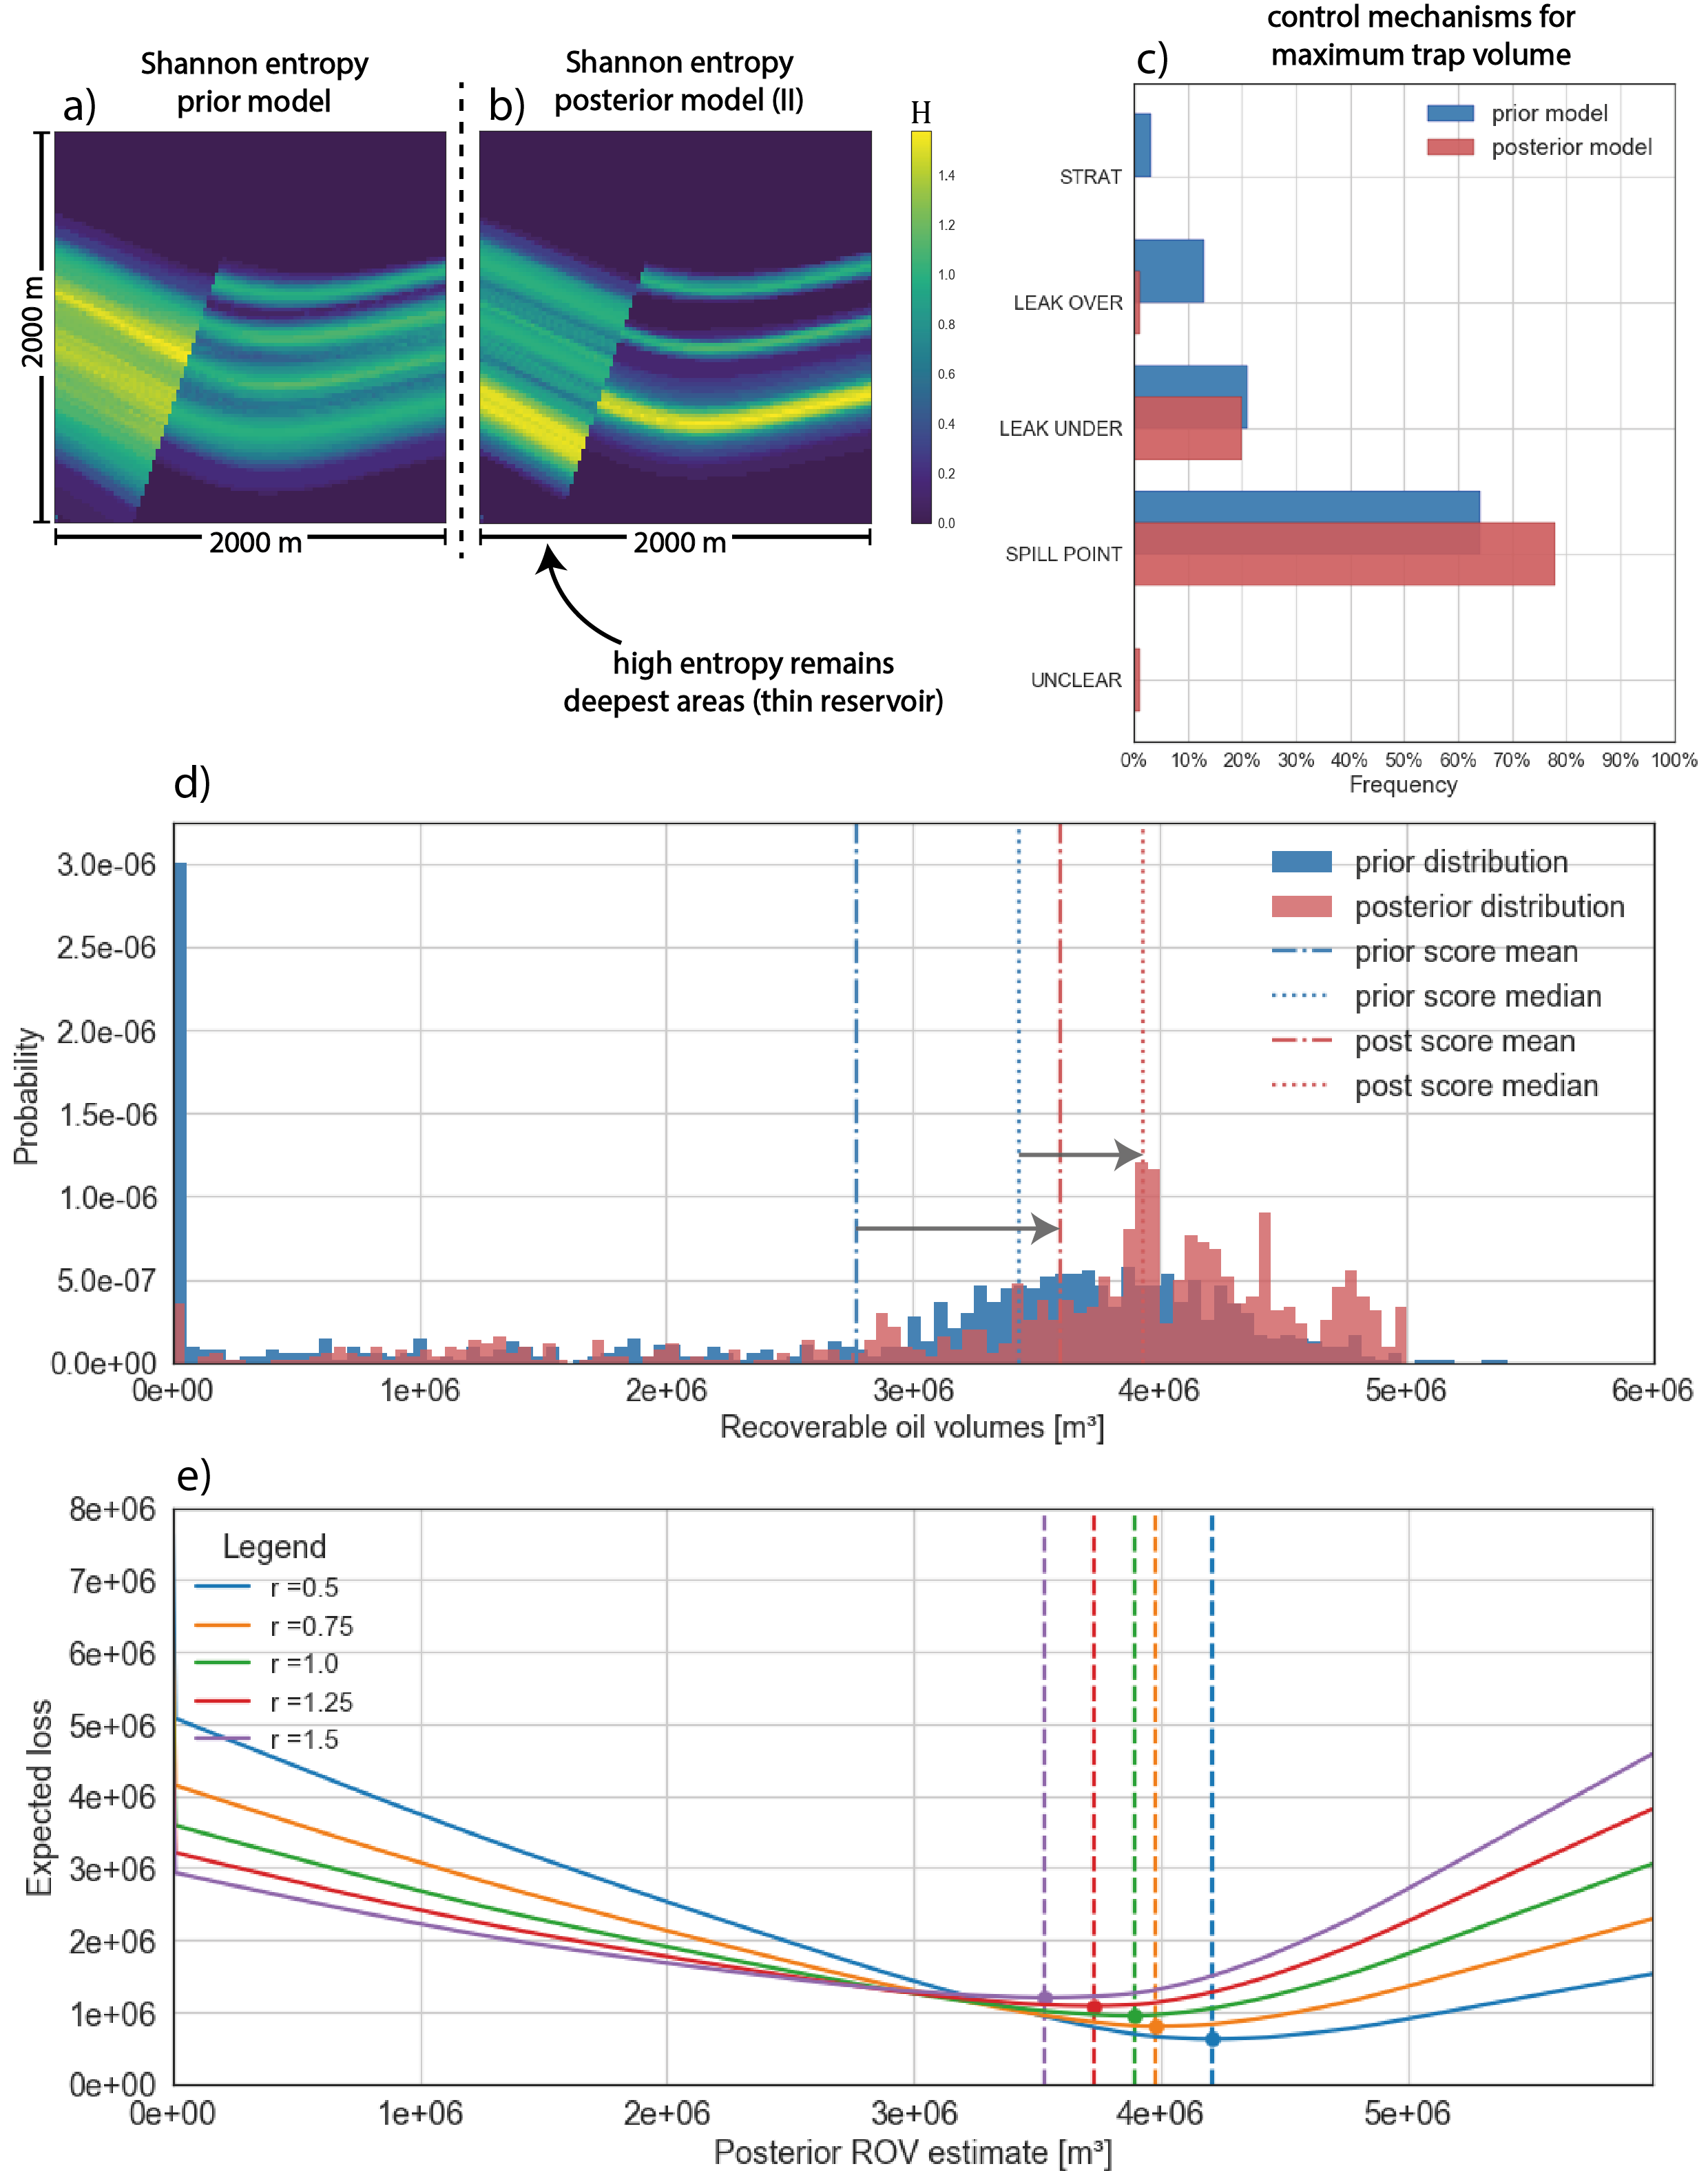 Shannon entropy
prior model
a)
Shannon entropy
posterior model (II)
b)
H
1.4
1.2
1.0
0.8
0.6
0.4
0.2
0.0
2000 m
2000 m
2000 m
high entropy remains
deepest areas (thin reservoir)
control mechanisms for
maximum trap volume
c)
prior model
posterior model
STRAT
LEAK OVER
LEAK UNDER
SPILL POINT
UNCLEAR
0% 10% 20% 30% 40% 50% 60% 70% 80% 90% 100%
Frequency
d)
3.0e-06
2.5e-06
2.0e-06
1.5e-06
1.0e-06
5.0e-07
0.0e+00
Probability
prior distribution
posterior distribution
prior score mean
prior score median
post score mean
post score median
0e+00 1e+06 2e+06 3e+06 4e+06 5e+06 6e+06
Recoverable oil volumes [m³]
e)
8e+06
7e+06
6e+06
5e+06
4e+06
3e+06
2e+06
1e+06
0e+00
Expected loss
Legend
r =0.5
r =0.75
r =1.0
r =1.25
r =1.5
0e+00 1e+06 2e+06 3e+06 4e+06 5e+06
Posterior ROV estimate [m³]